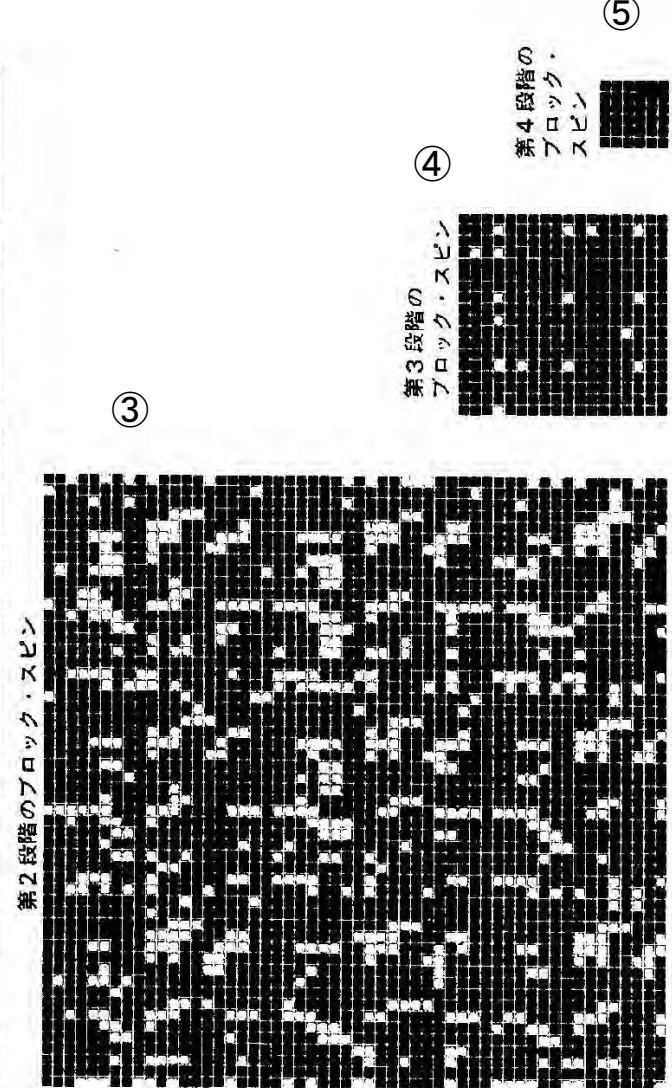 ③
第2段階のブロック・スピン
④
第3段階の
ブロック・スピン
⑤
第4段階の
ブロック・
スピン